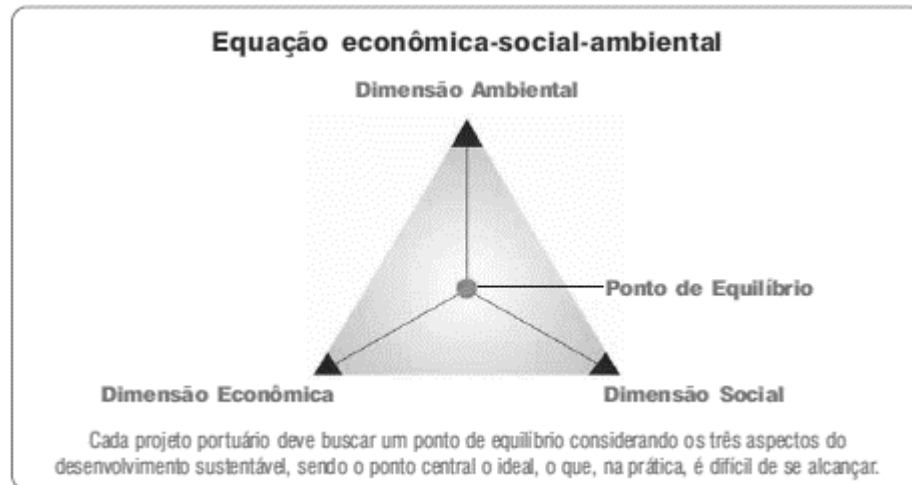 Equação econômica-social-ambiental
Dimensão Ambiental
Ponto de Equilíbrio
Dimensão Econômica
Dimensão Social
Cada projeto portuário deve buscar um ponto de equilíbrio considerando os três aspectos do
desenvolvimento sustentável, sendo o ponto central o ideal, o que, na prática, é difícil de se alcançar.